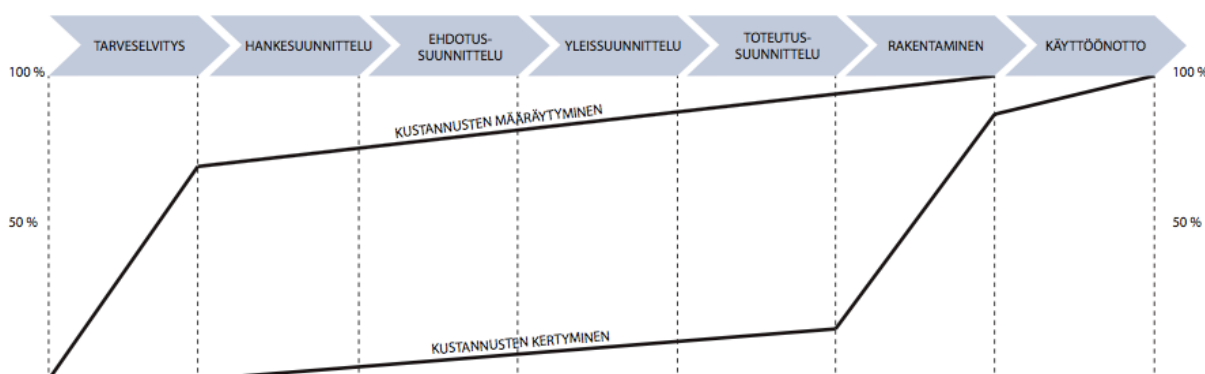 TARVESELVITYS
HANKESUUNNITTELU
EHDOTUS-
SUUNNITTELU
YLEISSUUNNITTELU
TOTEUTUS-
SUUNNITTELU
RAKENTAMINEN
KÄYTTÖÖNOTTO
100 %
100 %
KUSTANNUSTEN MÄÄRÄYTYMINEN
50 %
50 %
KUSTANNUSTEN KERTYMINEN